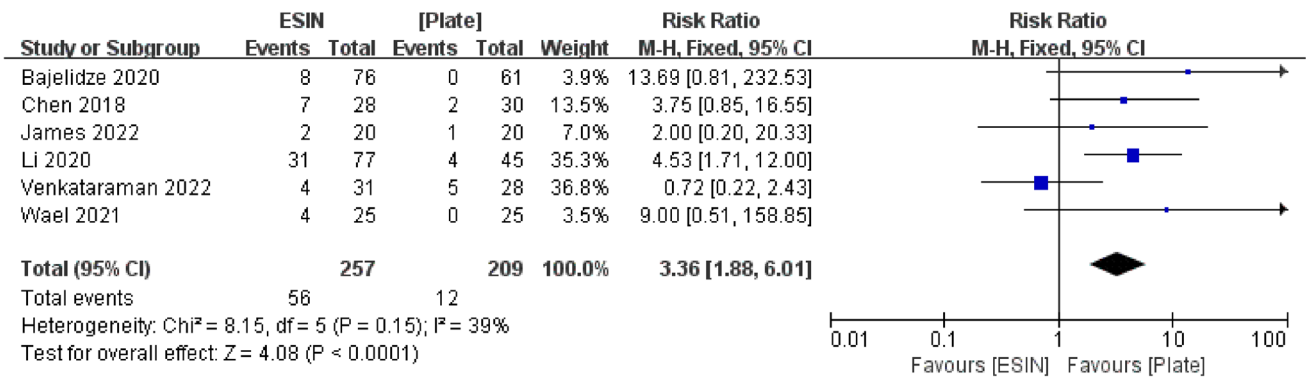 ESIN [Plate] Risk Ratio Risk Ratio
Study or Subgroup Events Total Events Total Weight M-H, Fixed, 95% CI M-H, Fixed, 95% CI
Bajelidze 2020 8 76 0 61 3.9% 13.69 [0.81, 232.53]
Chen 2018 7 28 2 30 13.5% 3.75 [0.85, 16.55]
James 2022 2 20 1 20 7.0% 2.00 [0.20, 20.33]
Li 2020 31 77 4 45 35.3% 4.53 [1.71, 12.00]
Venkataraman 2022 4 31 5 28 36.8% 0.72 [0.22, 2.43]
Wael 2021 4 25 0 25 3.5% 9.00 [0.51, 158.85]
Total (95% CI) 257 209 100.0% 3.36 [1.88, 6.01]
Total events 56 12
Heterogeneity: Chi² = 8.15, df = 5 (P = 0.15); I² = 39%
Test for overall effect: Z = 4.08 (P < 0.0001)
0.01 0.1 1 10 100
Favours [ESIN] Favours [Plate]